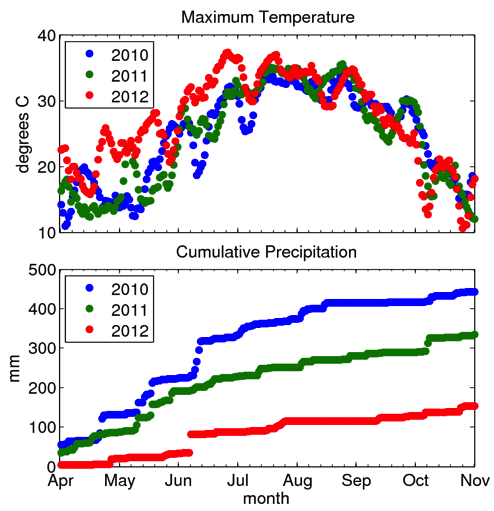 Maximum Temperature
40
30
20
10
degrees C
2010
2011
2012
Cumulative Precipitation
500
400
300
200
100
0
mm
2010
2011
2012
Apr May Jun Jul Aug Sep Oct Nov
month